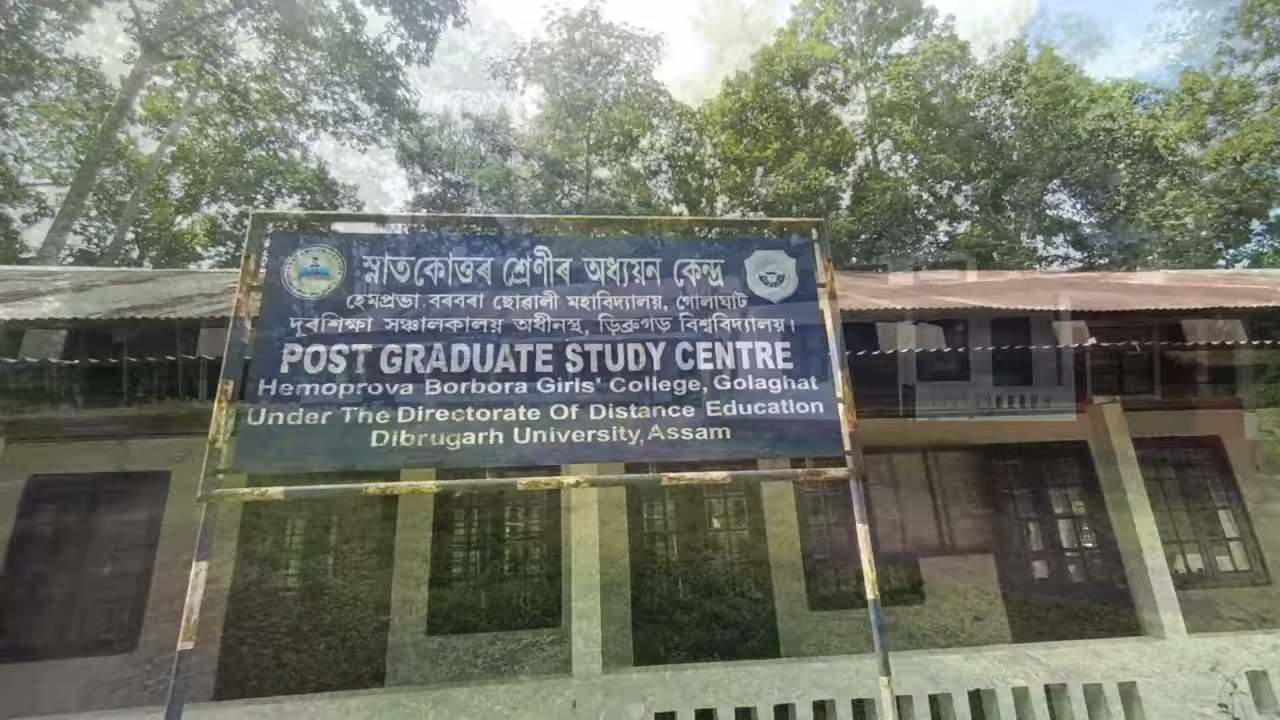 স্নাতকোত্তৰ শ্ৰেণীৰ অধ্যয়ন কেন্দ্ৰ
হেমপ্ৰভা বৰবৰা ছোৱালী মহাবিদ্যালয়, গোলাঘাট
দূৰশিক্ষা সঞ্চালকালয় অধীনস্থ, ডিব্ৰুগড় বিশ্ববিদ্যালয়।
POST GRADUATE STUDY CENTRE
Hemoprova Borbora Girls' College, Golaghat
Under The Directorate Of Distance Education
Dibrugarh University, Assam